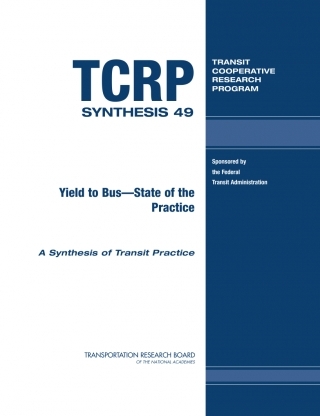 TCRP
SYNTHESIS 49
TRANSIT
COOPERATIVE
RESEARCH
PROGRAM
Sponsored by
the Federal
Transit Administration
Yield to Bus—State of the
Practice
A Synthesis of Transit Practice
TRANSPORTATION RESEARCH BOARD
OF THE NATIONAL ACADEMIES